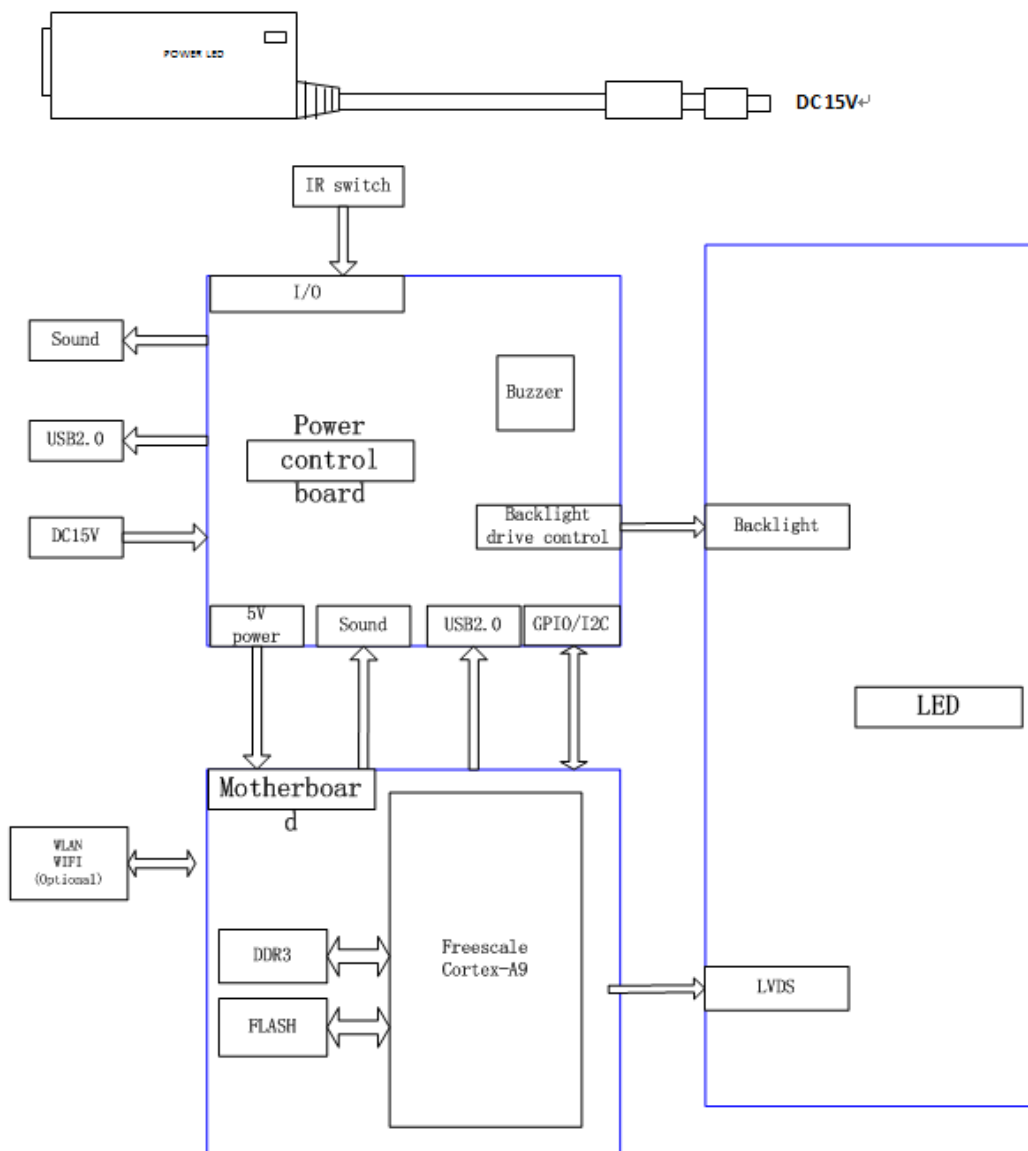 POWER LED
DC15V↵
IR switch
I/O
Sound
Buzzer
USB2.0
Power
control
board
DC15V
Backlight
drive control
Backlight
5V
power
Sound
USB2.0
GPIO/I2C
LED
Motherboar
d
WLAN
WIFI
(Optional)
DDR3
Freescale
Cortex-A9
FLASH
LVDS